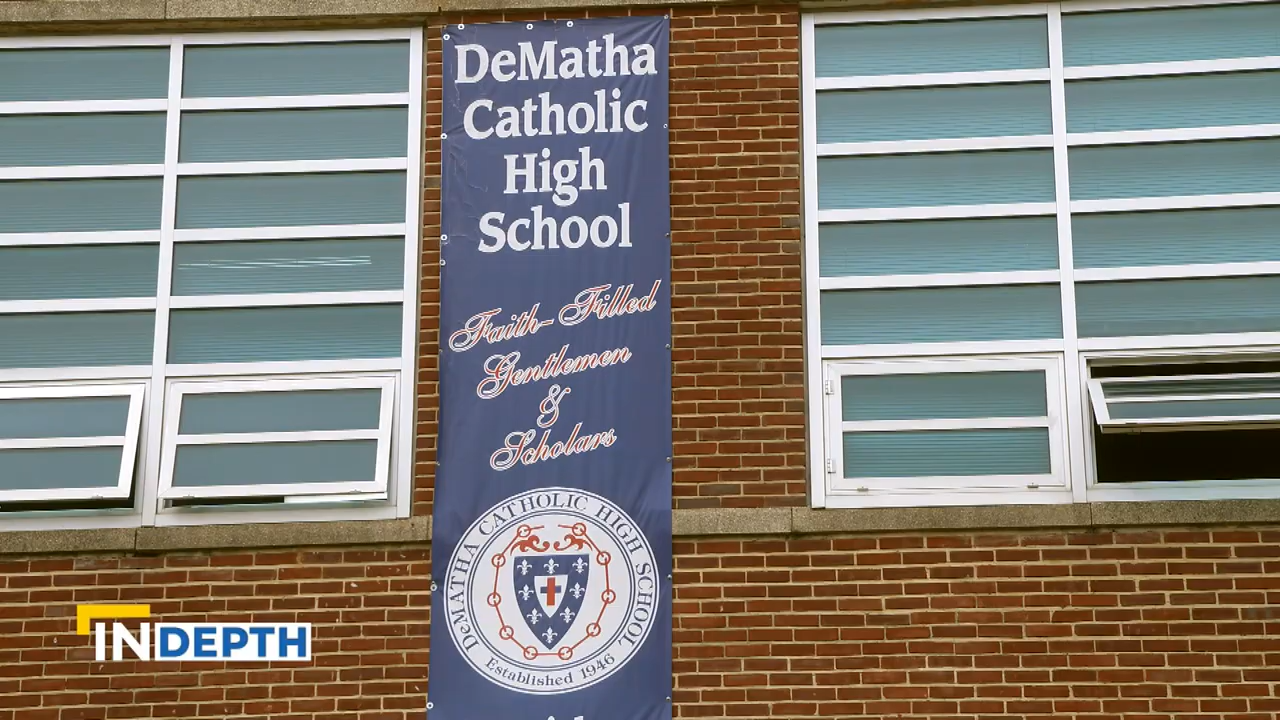 DeMatha
Catholic
High
School
Faith-Filled
Gentlemen
&
Scholars
DeMATHA CATHOLIC HIGH SCHOOL
Established 1946
INDEPTH